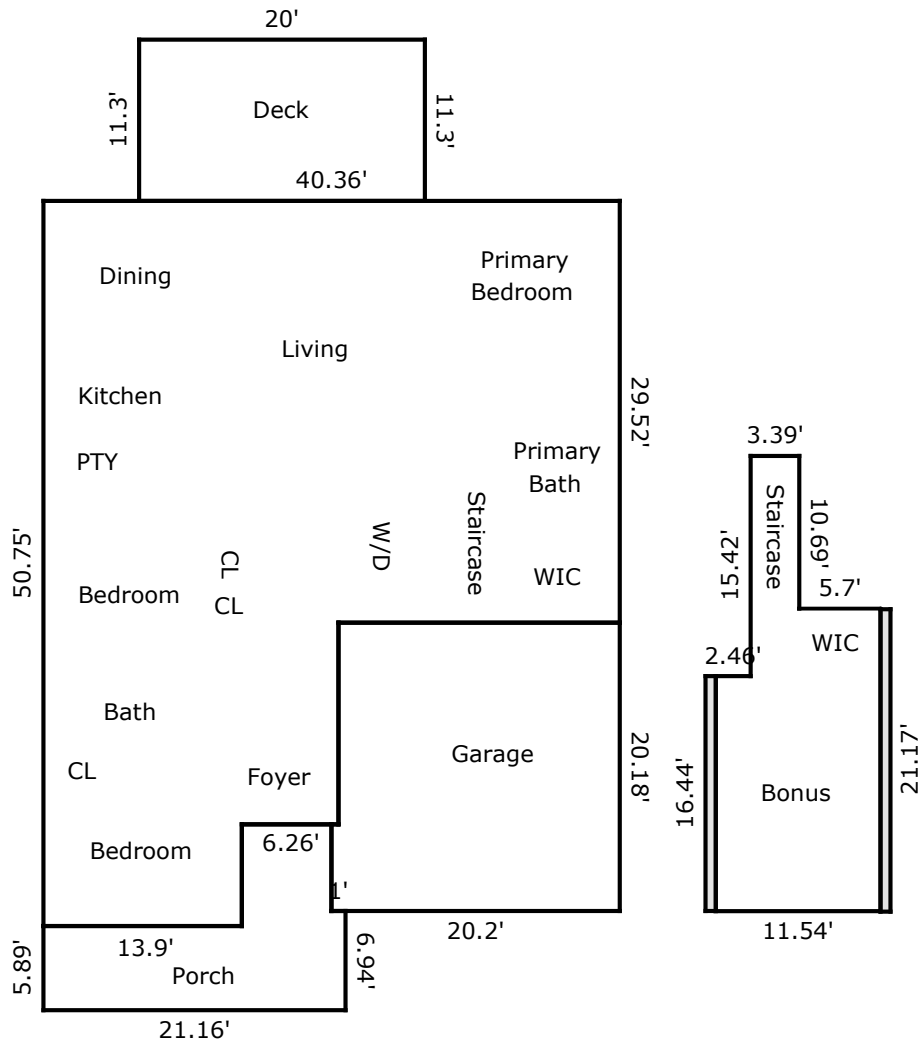 20'
11.3'
Deck
11.3'
40.36'
Dining
Primary
Bedroom
Living
Kitchen
29.52'
PTY
Primary
Bath
Staircase
W/D
CL
50.75'
Bedroom
CL
WIC
Bath
Garage
CL
Foyer
20.18'
Bedroom
6.26'
1'
20.2'
13.9'
5.89'
Porch
6.94'
21.16'
3.39'
Staircase
10.69'
15.42'
5.7'
WIC
2.46'
21.17'
16.44'
Bonus
11.54'